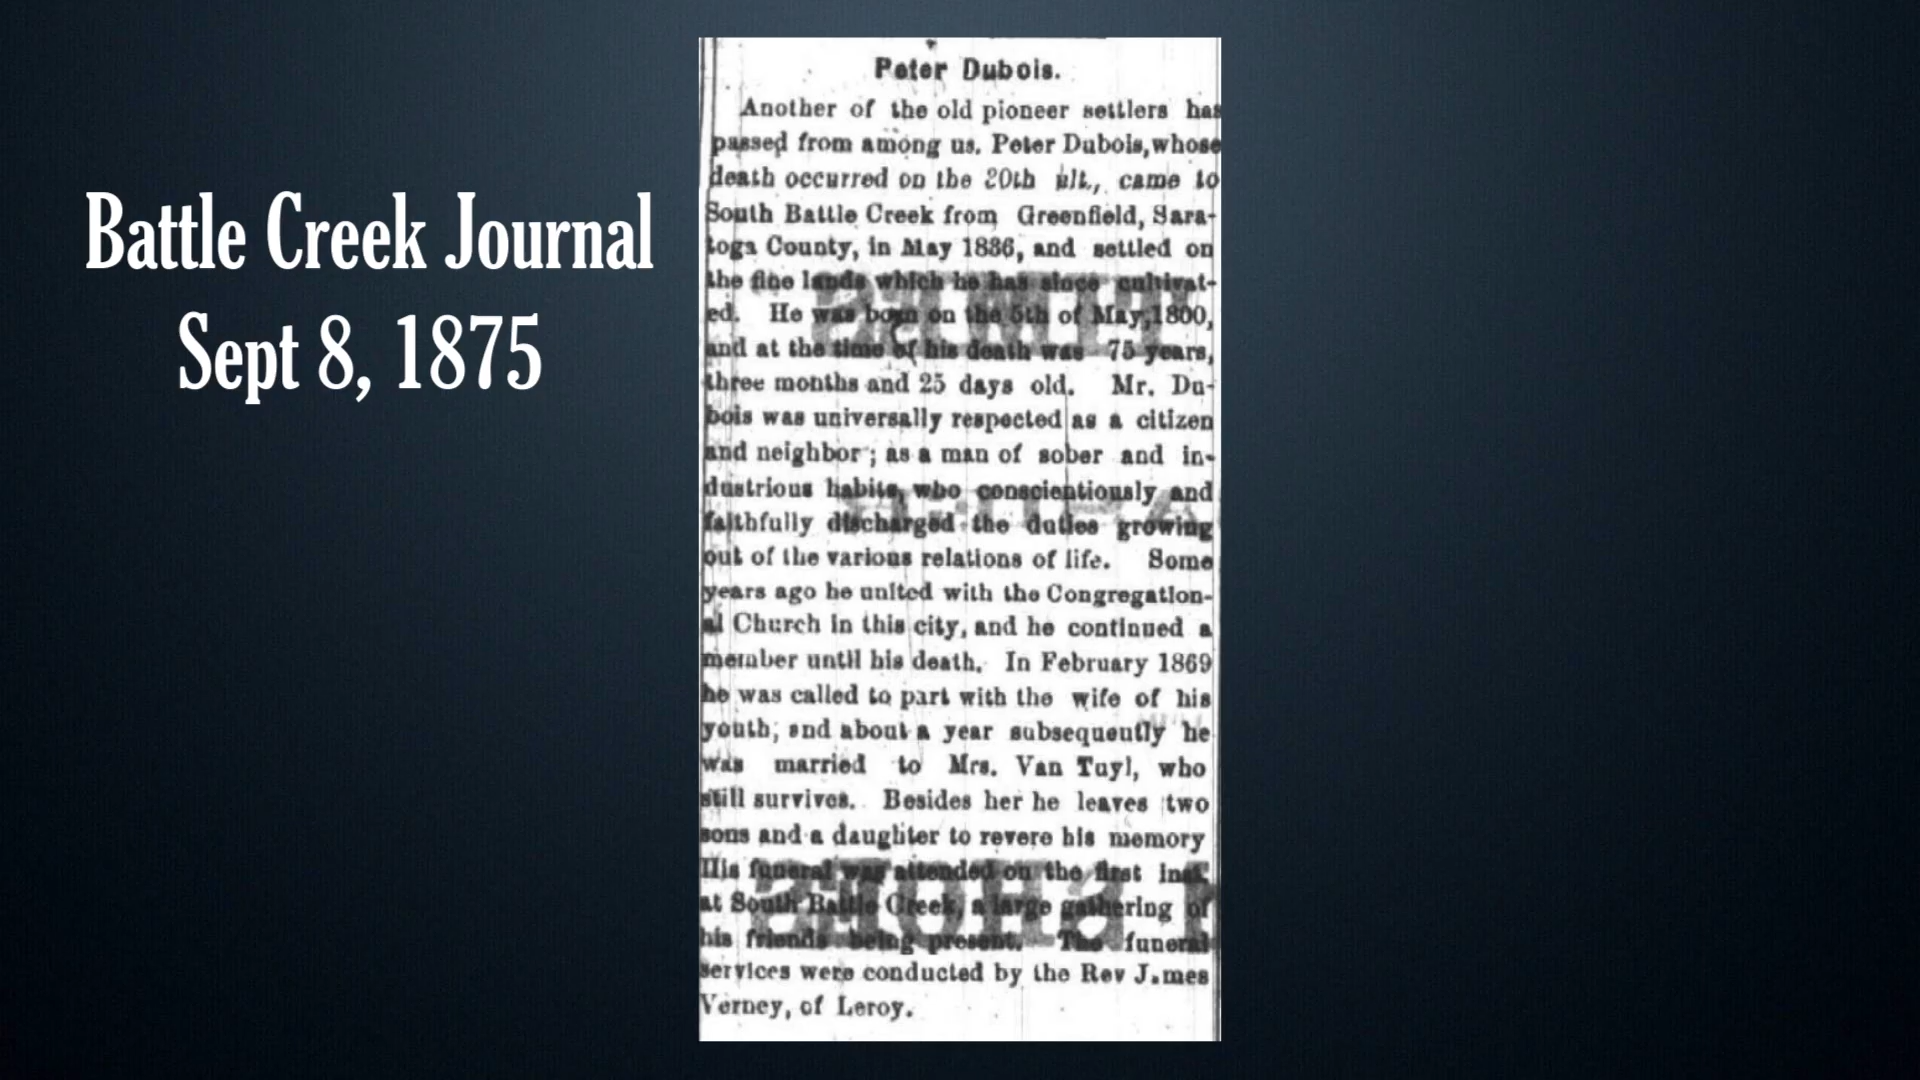 Battle Creek Journal
Sept 8, 1875
Peter Dubois.
Another of the old pioneer settlers has
passed from among us. Peter Dubois, whose
death occurred on the 20th ult., came to
South Battle Creek from Greenfield, Sara-
toga County, in May 1836, and settled on
the fine lands which he has since cultivat-
ed. He was born on the 5th of May, 1800,
and at the time of his death was 75 years,
three months and 25 days old. Mr. Du-
bois was universally respected as a citizen
and neighbor; as a man of sober and in-
dustrious habits, who conscientiously and
faithfully discharged the duties growing
out of the various relations of life. Some
years ago he united with the Congregation-
al Church in this city, and he continued a
member until his death. In February 1869
he was called to part with the wife of his
youth; and about a year subsequently he
was married to Mrs. Van Tuyl, who
still survives. Besides her he leaves two
sons and a daughter to revere his memory
His funeral was attended on the first inst.
at South Battle Creek, a large gathering of
his friends being present. The funeral
services were conducted by the Rev James
Verney, of Leroy.